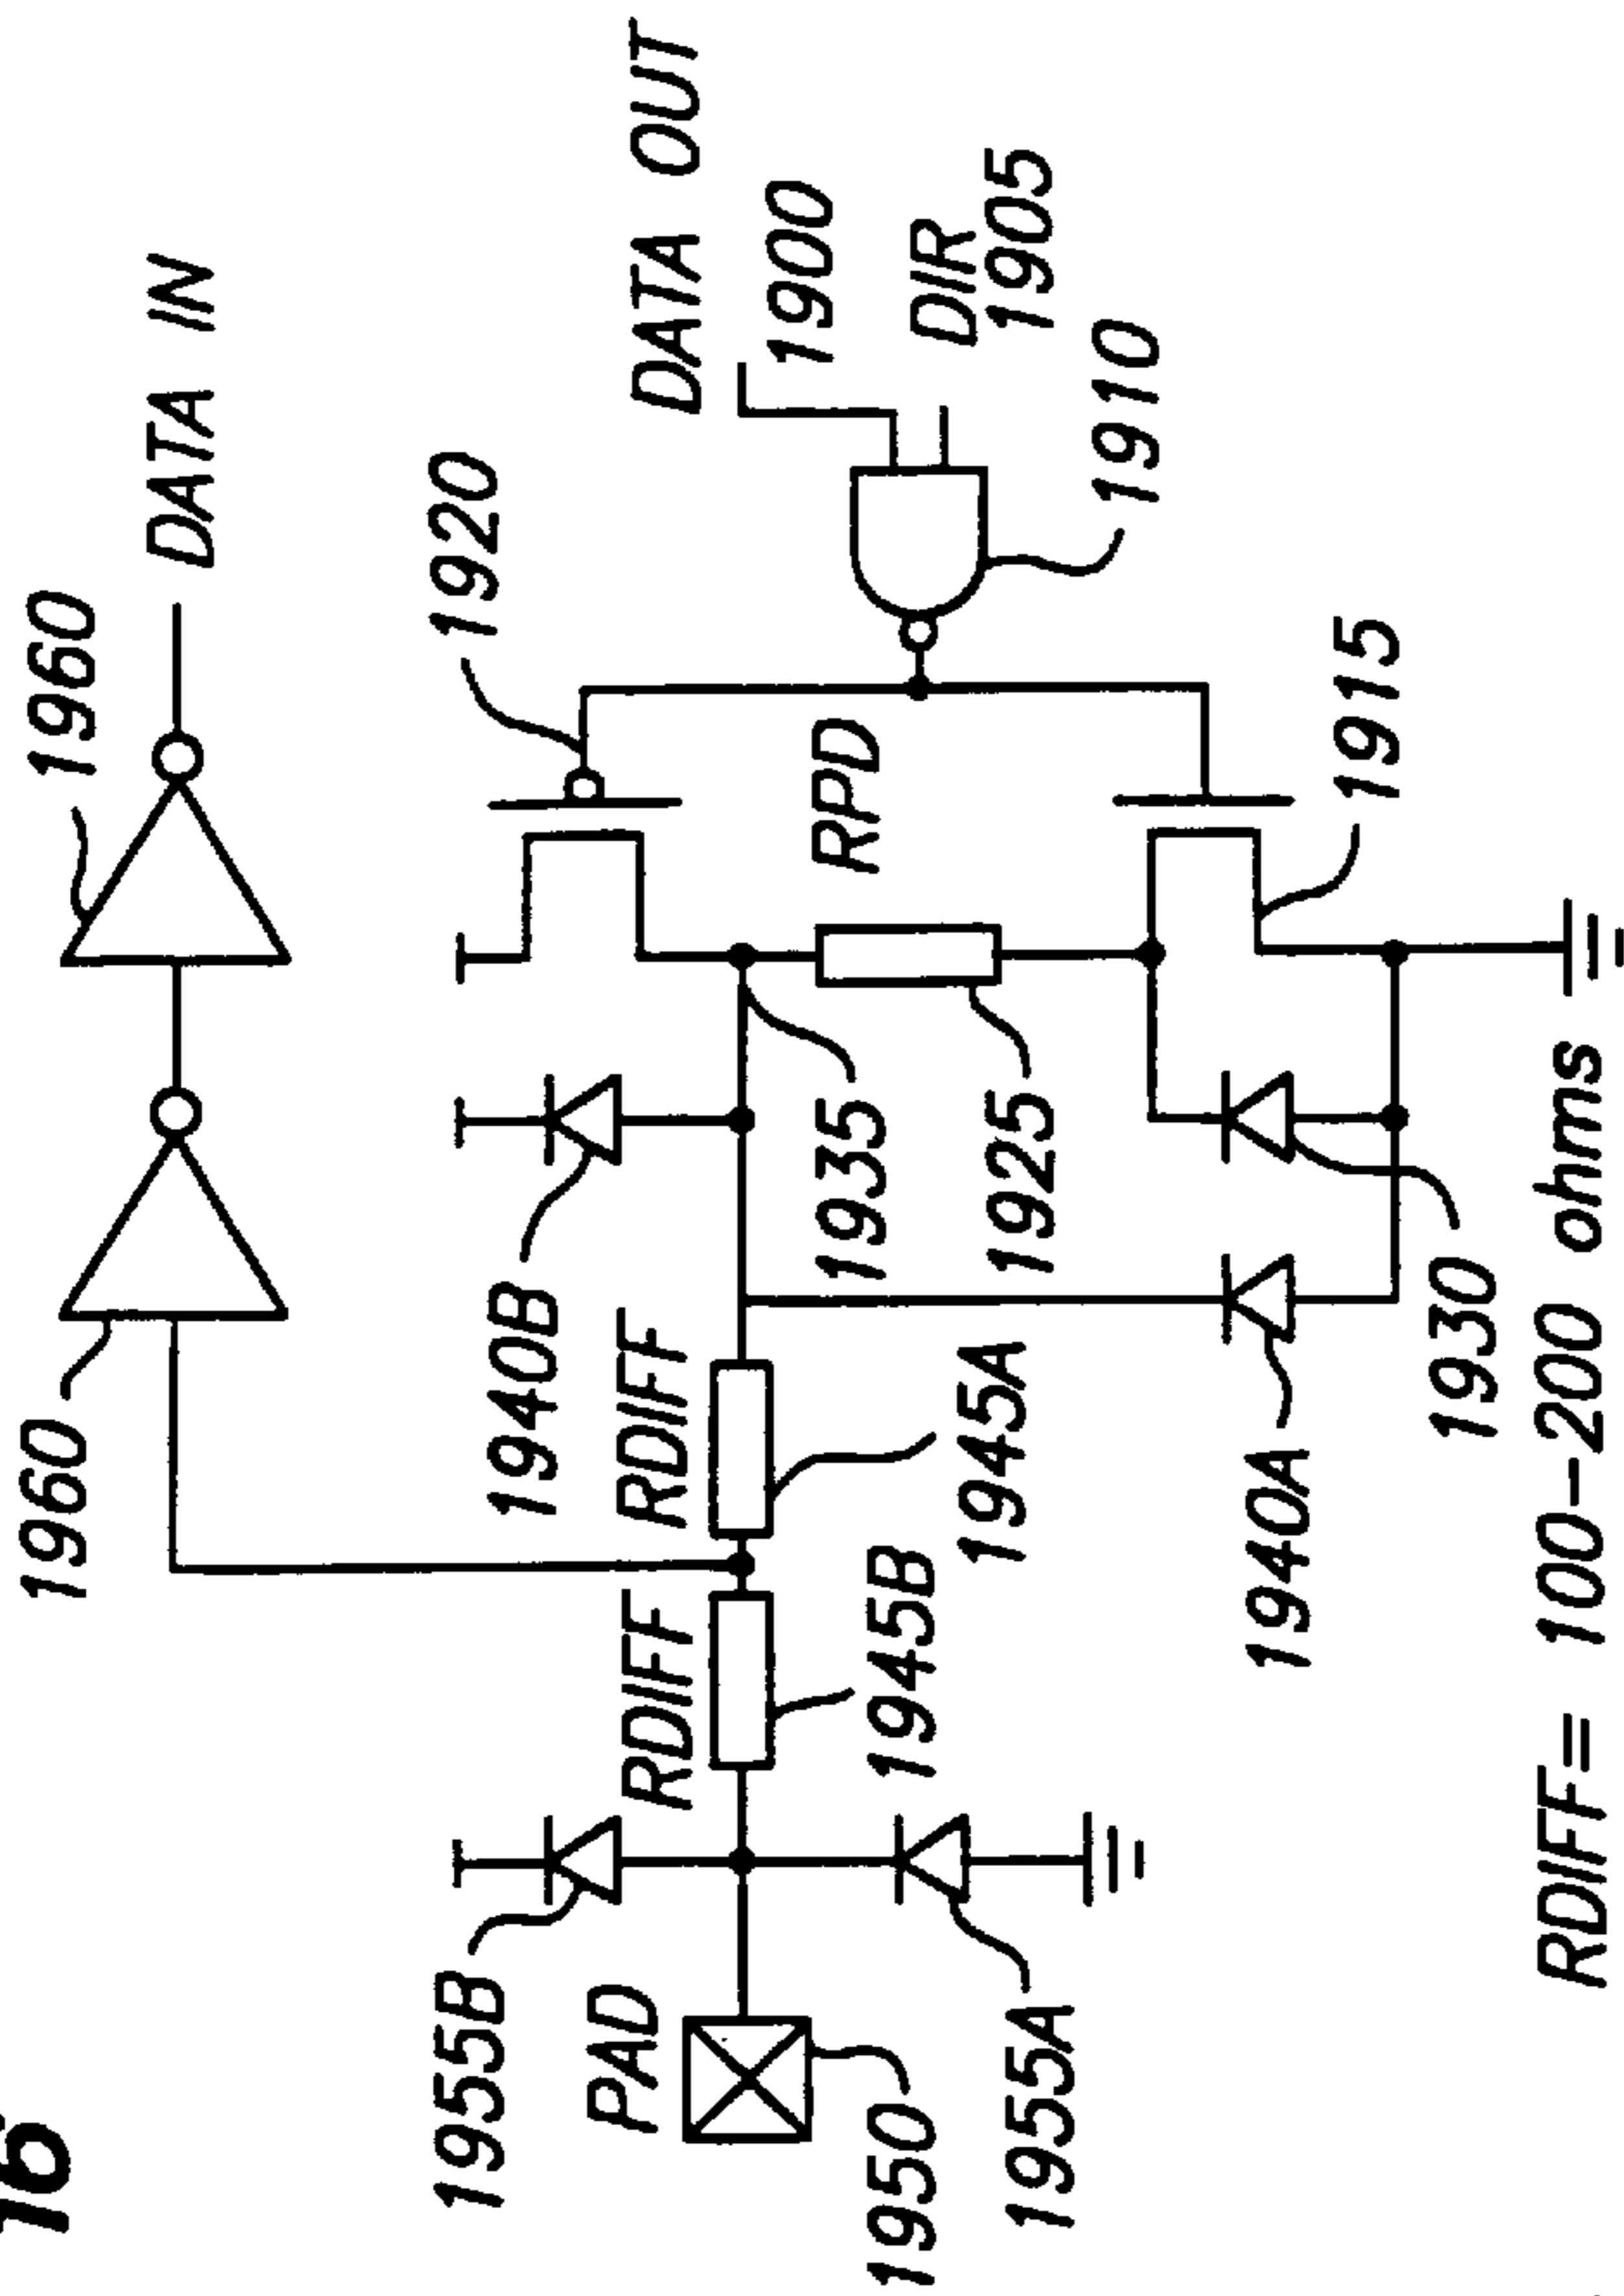 16
1960
1960
DATA IN
1955B
1940B
1920
PAD
RDIFF
RDIFF
DATA OUT
1900
RPD
DIR
1905
1950
1945B
1945A
1935
1925
1910
1955A
1940A
1930
1915
RDIFF= 100-200 ohms